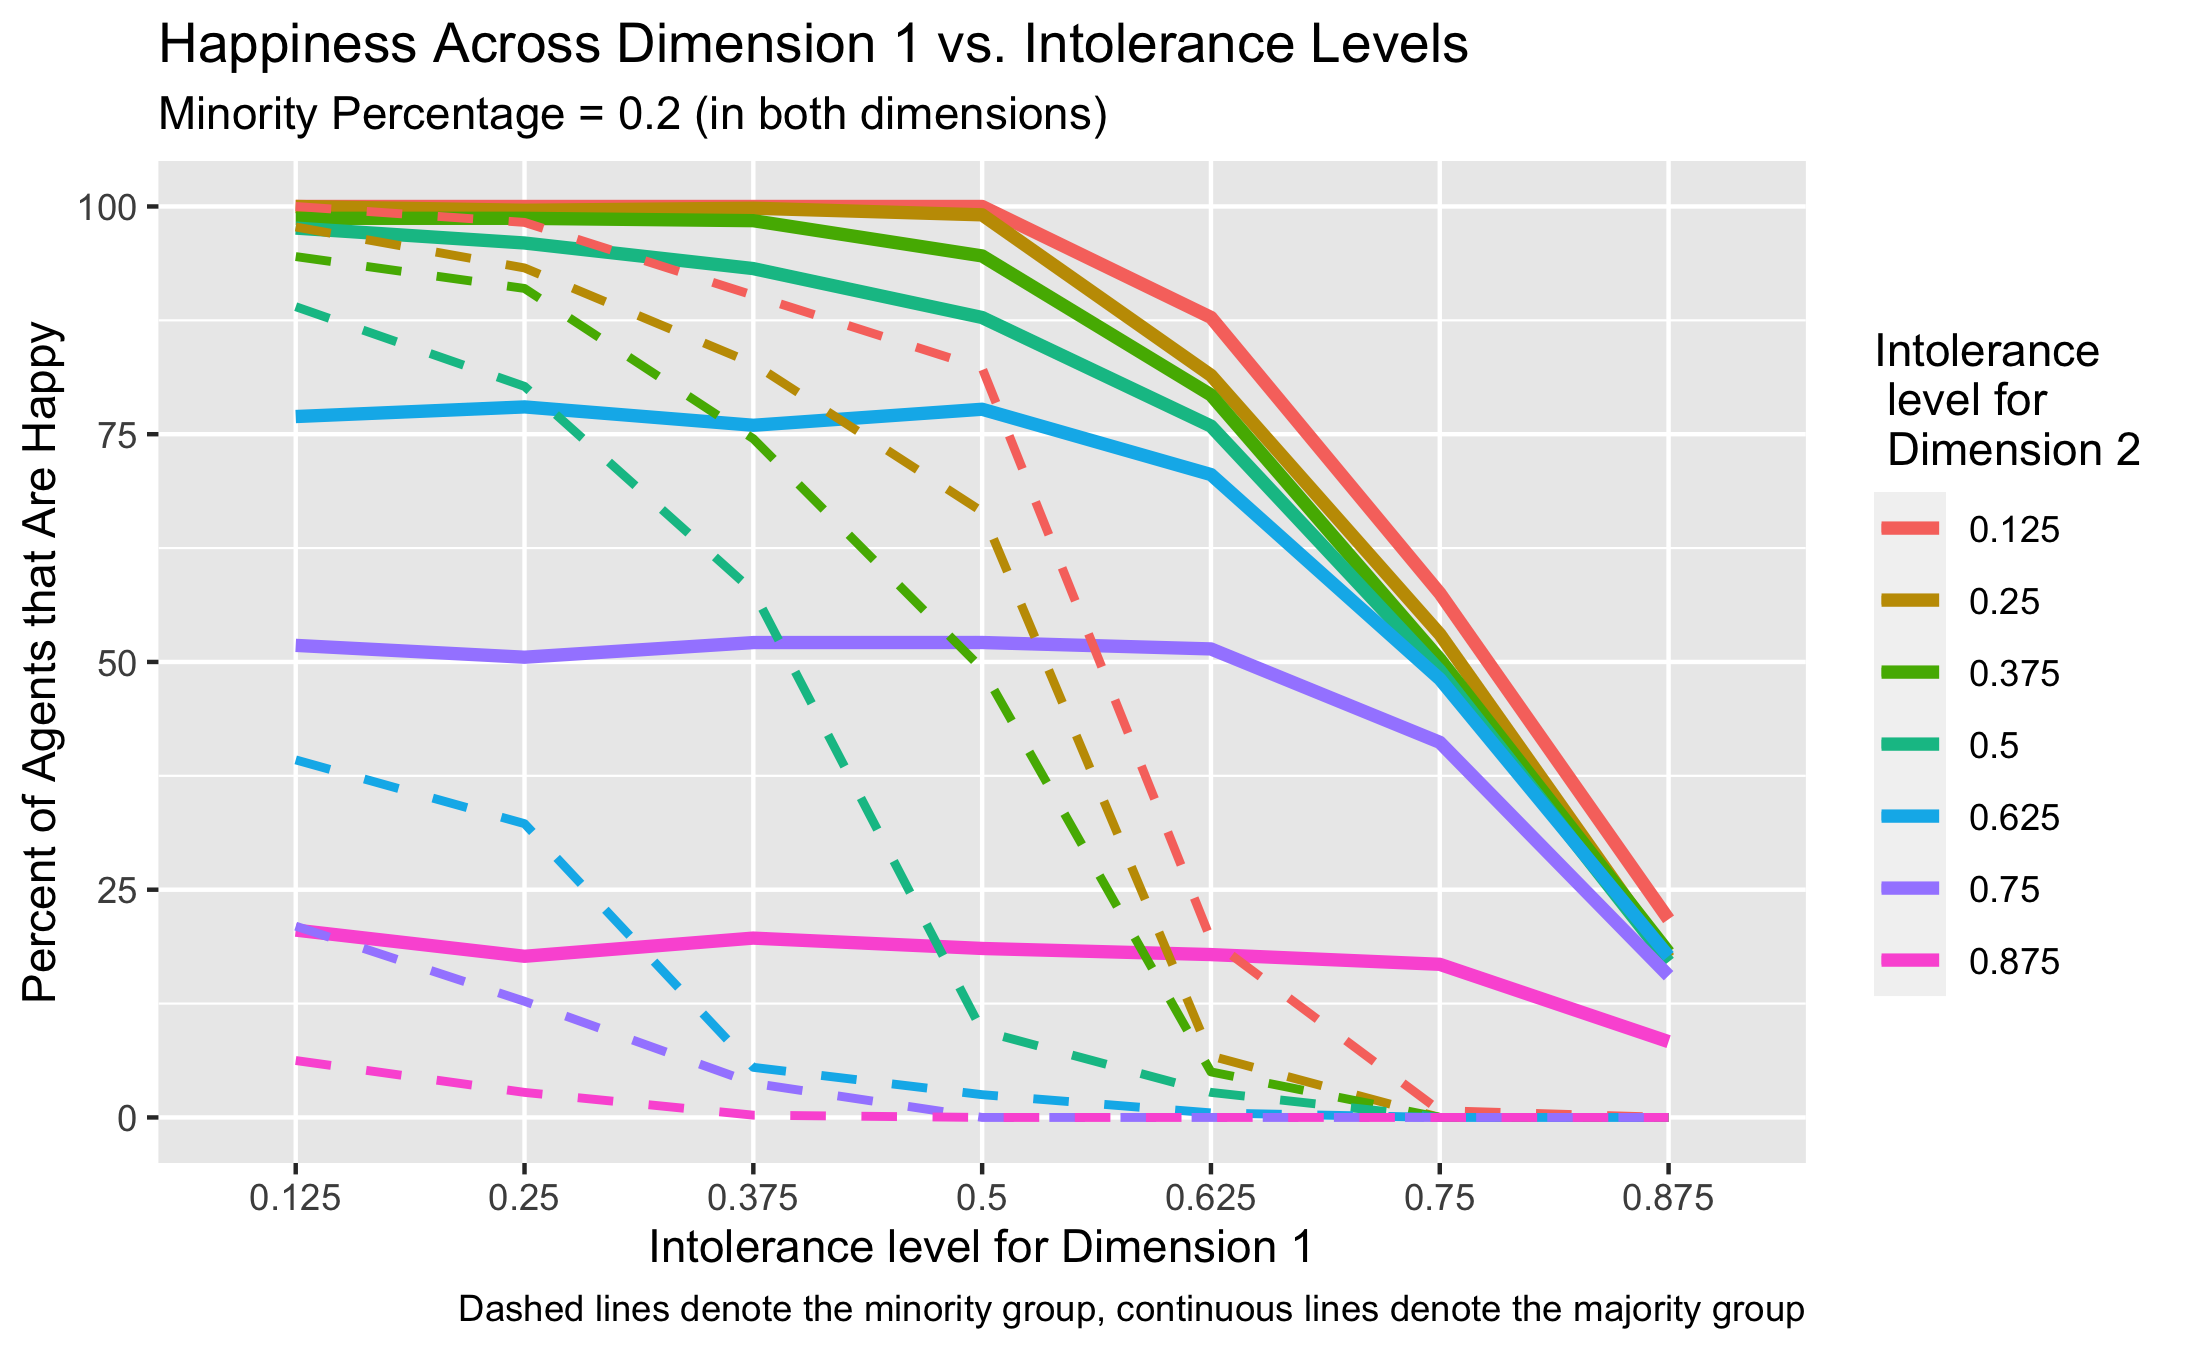 Happiness Across Dimension 1 vs. Intolerance Levels
Minority Percentage = 0.2 (in both dimensions)
Percent of Agents that Are Happy
100
75
50
25
0
0.125
0.25
0.375
0.5
0.625
0.75
0.875
Intolerance level for Dimension 1
Dashed lines denote the minority group, continuous lines denote the majority group
Intolerance
level for
Dimension 2
0.125
0.25
0.375
0.5
0.625
0.75
0.875